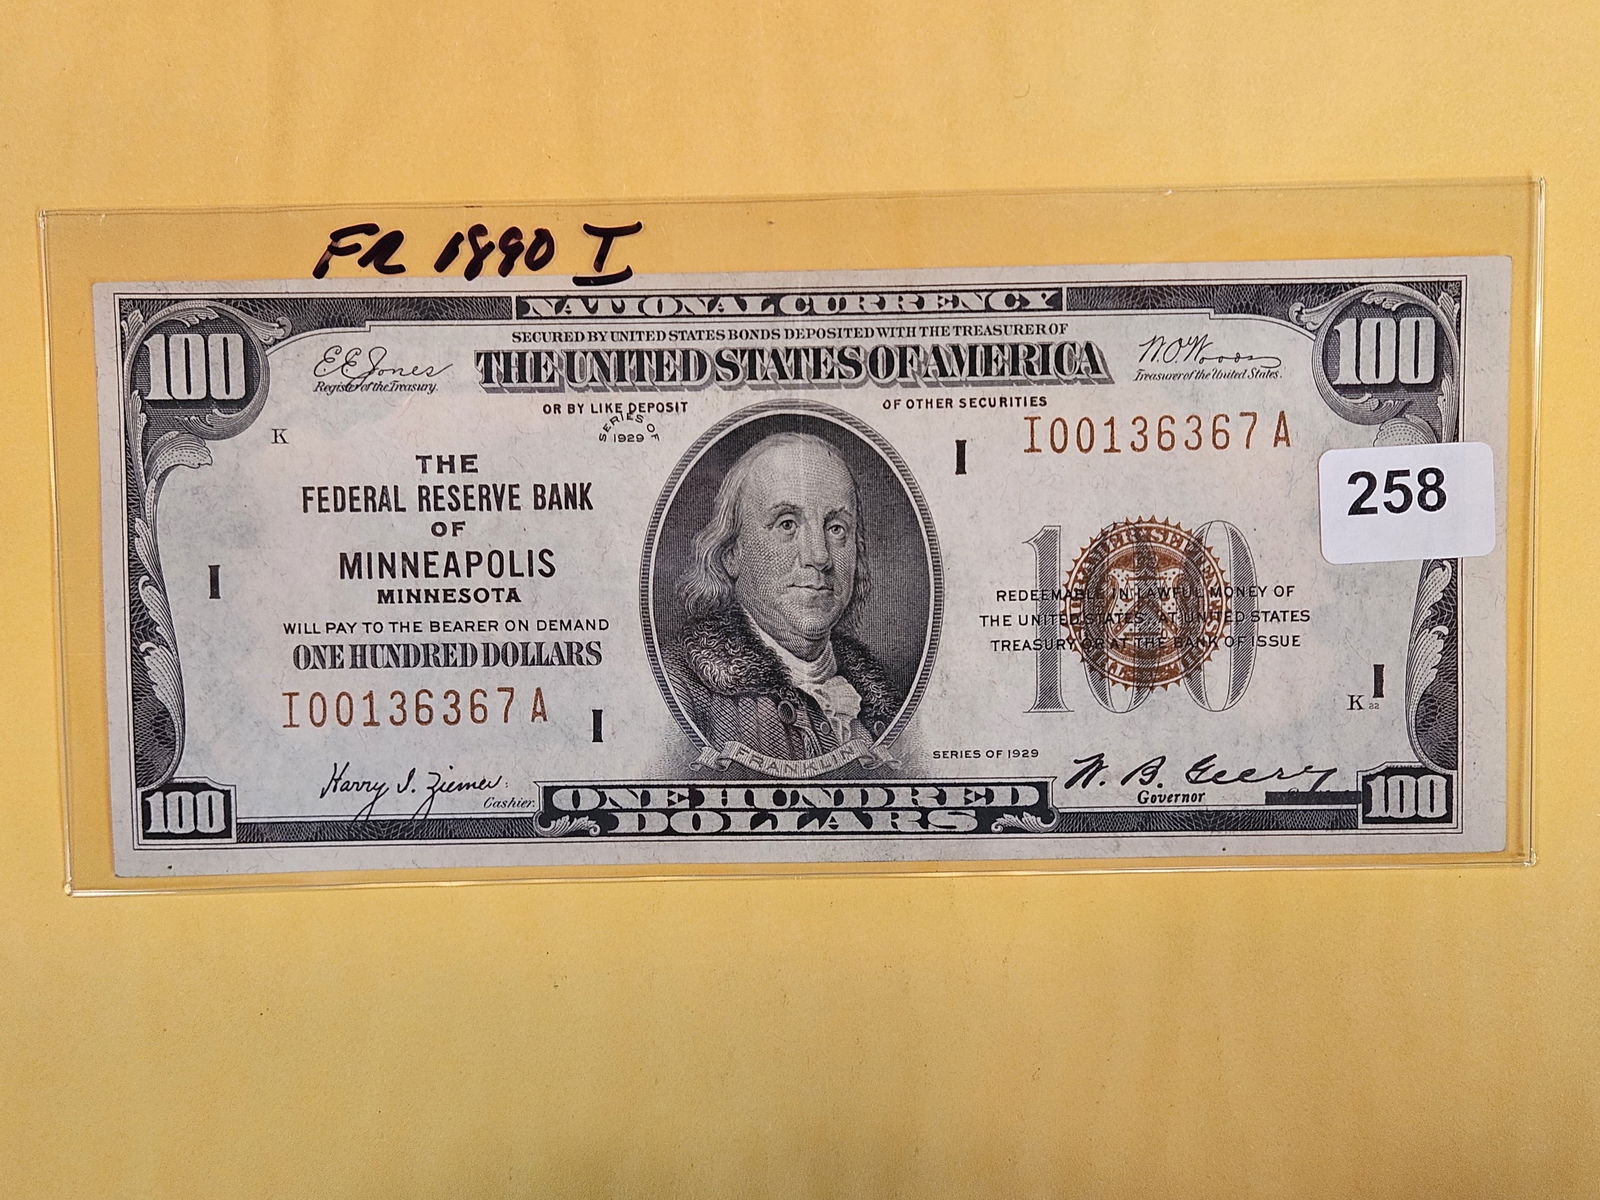 FR 1890 I
NATIONAL CURRENCY
SECURED BY UNITED STATES BONDS DEPOSITED WITH THE TREASURER OF
THE UNITED STATES OF AMERICA
OR BY LIKE DEPOSIT OF OTHER SECURITIES
100
100
E E Jones
Register of the Treasury.
W. O. Woods
Treasurer of the United States.
SERIES OF
1929
K
I00136367A
I
258
THE
FEDERAL RESERVE BANK
OF
MINNEAPOLIS
MINNESOTA
I
WILL PAY TO THE BEARER ON DEMAND
ONE HUNDRED DOLLARS
I00136367A
I
100
REDEEMABLE IN LAWFUL MONEY OF
THE UNITED STATES AT UNITED STATES
TREASURY OR AT THE BANK OF ISSUE
I
K 22
FRANKLIN
SERIES OF 1929
Harry I. Ziemer
Cashier.
W. B. Geery
Governor
100
ONE HUNDRED
DOLLARS
100